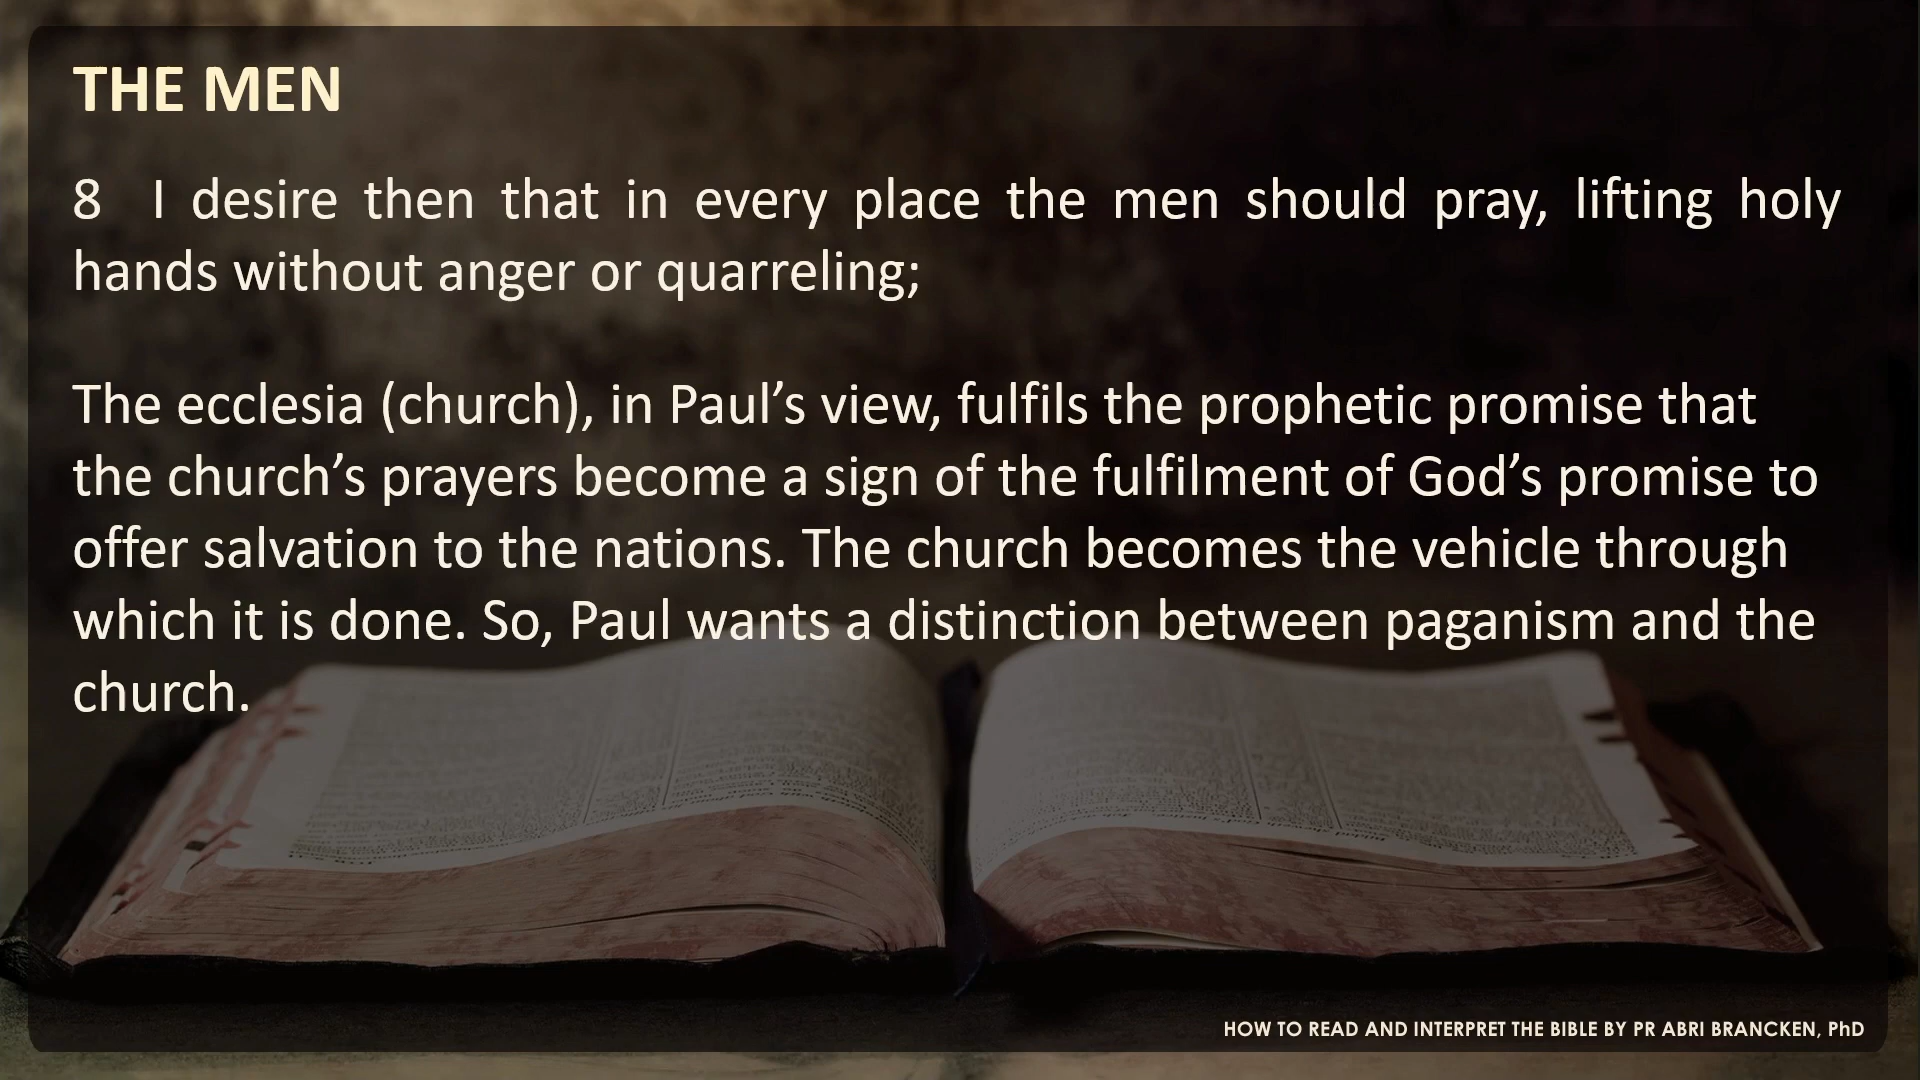 THE MEN
8 I desire then that in every place the men should pray, lifting holy
hands without anger or quarreling;
The ecclesia (church), in Paul’s view, fulfils the prophetic promise that
the church’s prayers become a sign of the fulfilment of God’s promise to
offer salvation to the nations. The church becomes the vehicle through
which it is done. So, Paul wants a distinction between paganism and the
church.
HOW TO READ AND INTERPRET THE BIBLE BY PR ABRI BRANCKEN, PhD